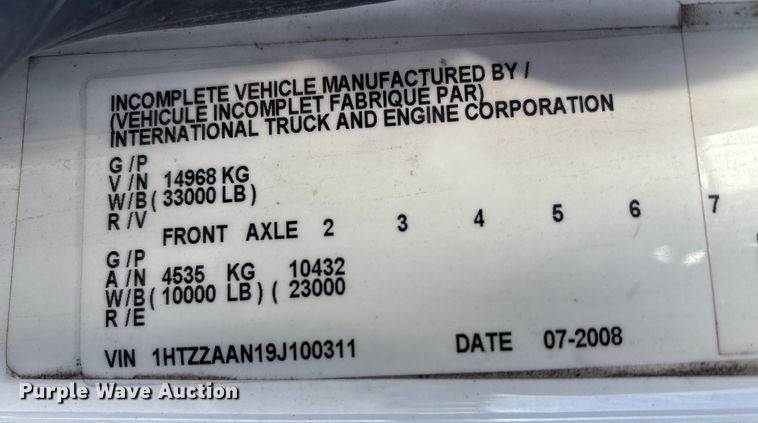 INCOMPLETE VEHICLE MANUFACTURED BY /
(VEHICULE INCOMPLET FABRIQUE PAR)
INTERNATIONAL TRUCK AND ENGINE CORPORATION
G /P
V /N 14968 KG
W/B( 33000 LB)
R /V
FRONT AXLE 2 3 4 5 6 7
G /P
A /N 4535 KG 10432
W/B( 10000 LB) ( 23000
R /E
VIN 1HTZZAAN19J100311 DATE 07-2008
Purple Wave Auction